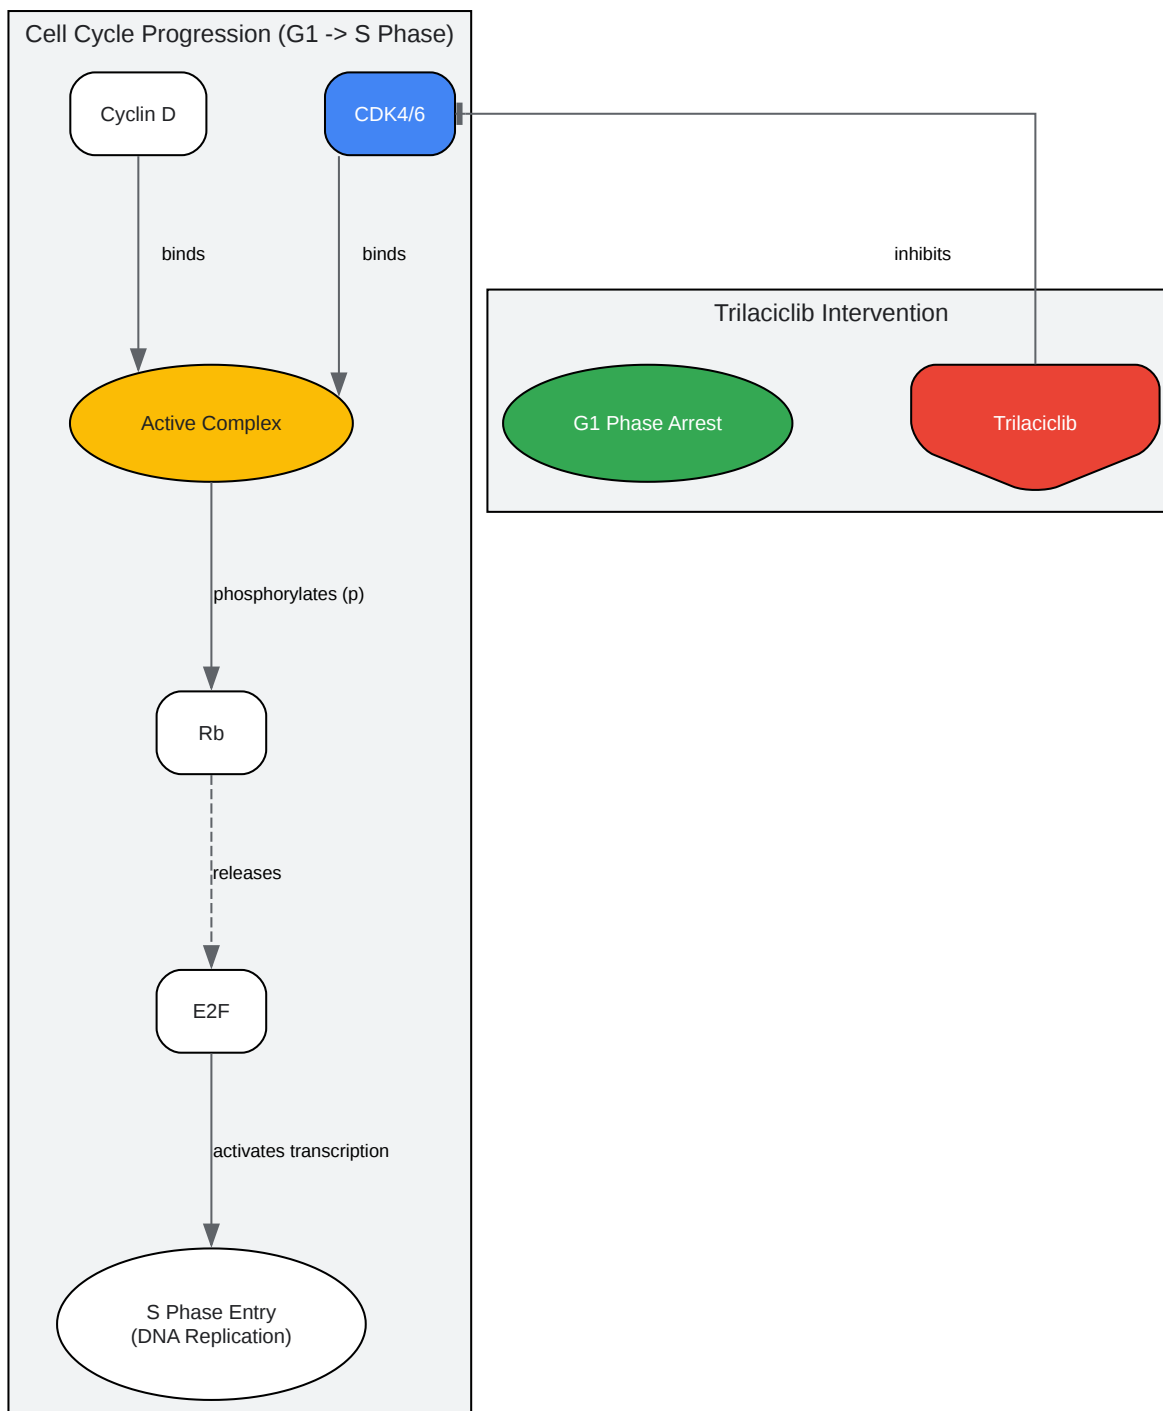 Cell Cycle Progression (G1 -> S Phase)
Cyclin D
CDK4/6
binds
binds
inhibits
Trilaciclib Intervention
Active Complex
G1 Phase Arrest
Trilaciclib
phosphorylates (p)
Rb
releases
E2F
activates transcription
S Phase Entry
(DNA Replication)